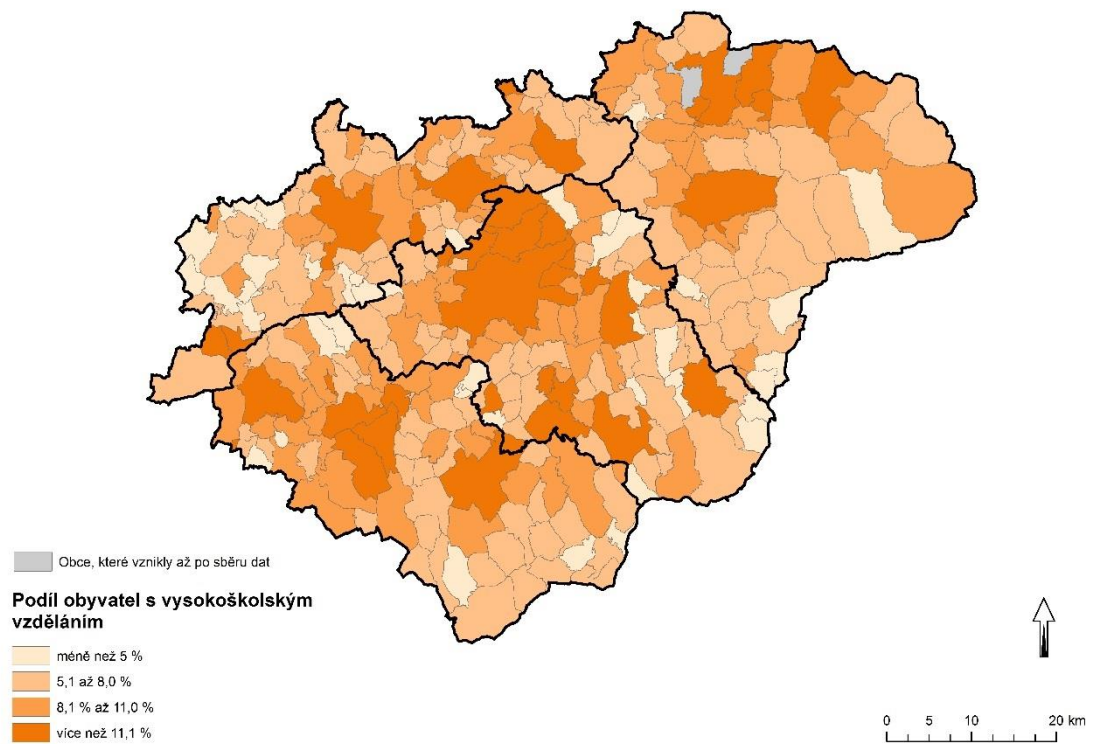 Obce, které vznikly až po sběru dat
Podíl obyvatel s vysokoškolským
vzděláním
méně než 5 %
5,1 až 8,0 %
8,1 % až 11,0 %
více než 11,1 %
0 5 10 20 km